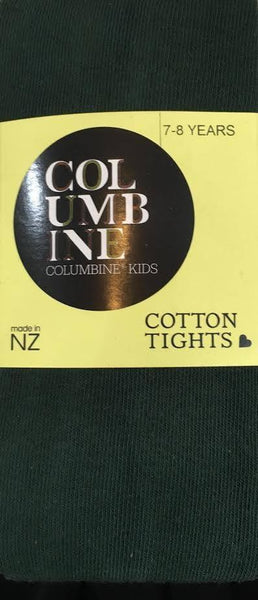 7-8 YEARS
COL
UMB
INE
COLUMBINE® KIDS
made in
NZ
COTTON
TIGHTS